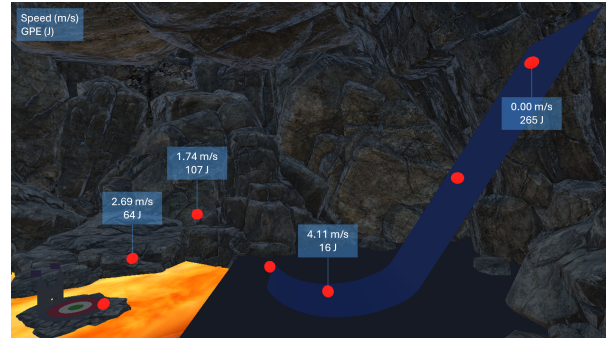 Speed (m/s)
GPE (J)
0.00 m/s
265 J
1.74 m/s
107 J
2.69 m/s
64 J
4.11 m/s
16 J